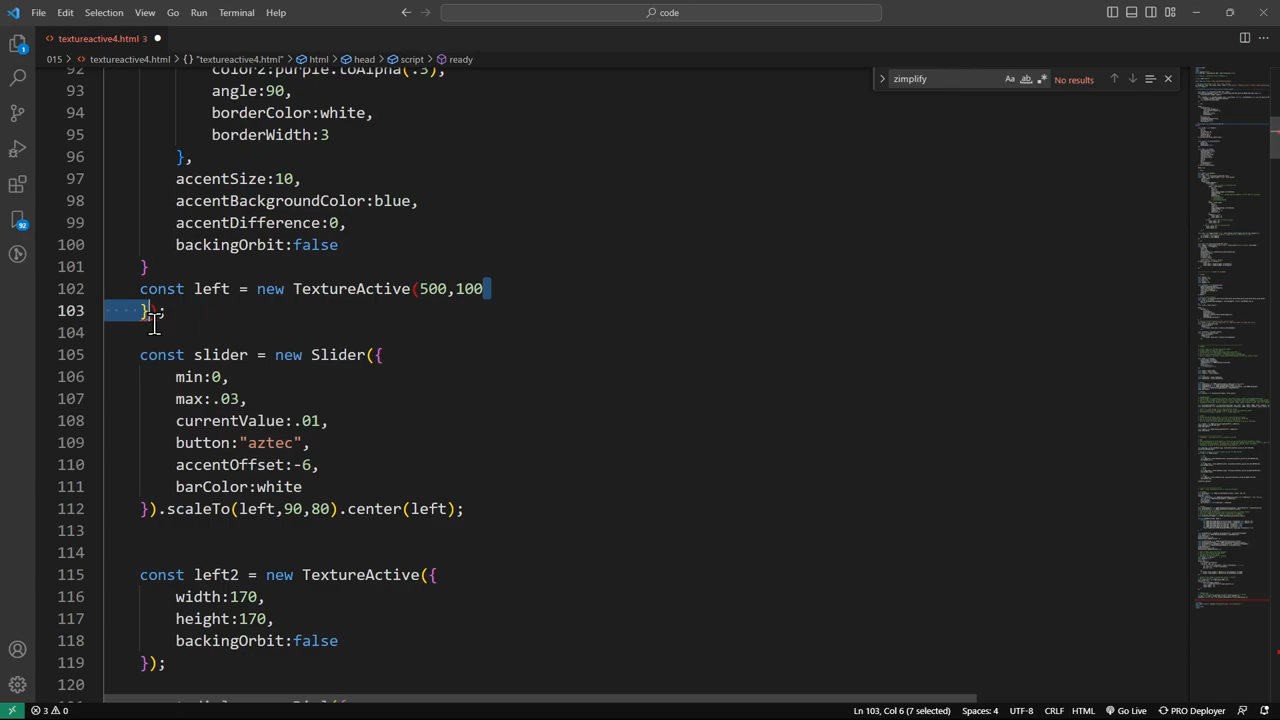 File Edit Selection View Go Run Terminal Help
code
textureactive4.html 3
015 > textureactive4.html > {} "textureactive4.html" > html > head > script > ready
zimplify
Aa ab .* No results
1
92
92 color2:purple.toAlpha(.3),
93 angle:90,
94 borderColor:white,
95 borderWidth:3
96 },
97 accentSize:10,
98 accentBackgroundColor:blue,
99 accentDifference:0,
100 backingOrbit:false
101 }
102 const left = new TextureActive(500,100
103 });
104
105 const slider = new Slider({
106 min:0,
107 max:.03,
108 currentValue:.01,
109 button:"aztec",
110 accentOffset:-6,
111 barColor:white
112 }).scaleTo(left,90,80).center(left);
113
114
115 const left2 = new TextureActive({
116 width:170,
117 height:170,
118 backingOrbit:false
119 });
120
3 0 Ln 103, Col 6 (7 selected) Spaces: 4 UTF-8 CRLF HTML Go Live PRO Deployer